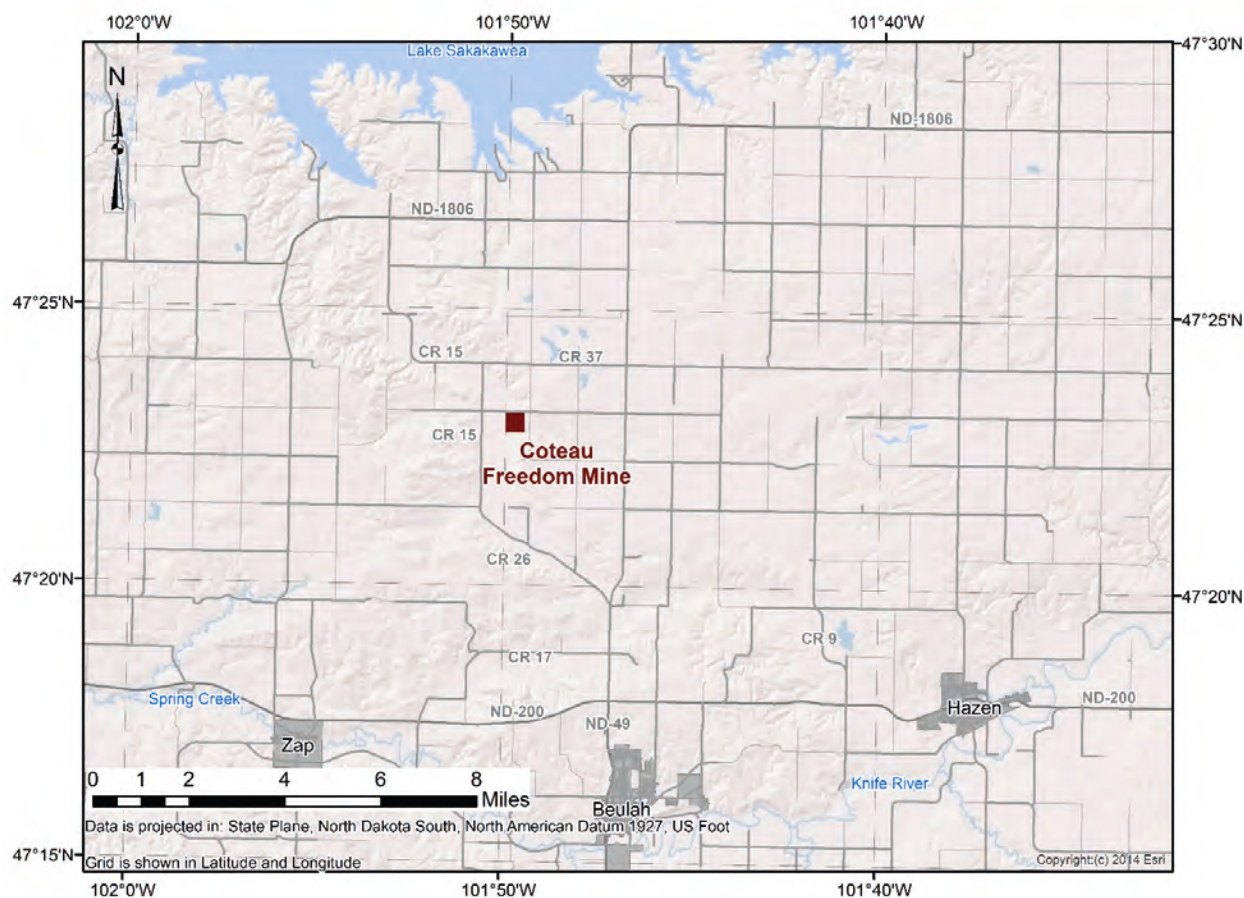 102°0'W 101°50'W 101°40'W
47°30'N
Lake Sakakawea
N
ND-1806
ND-1806
47°25'N
47°25'N
CR 15
CR 37
CR 15
Coteau
Freedom Mine
CR 26
47°20'N
47°20'N
CR 9
CR 17
Spring Creek
ND-200
ND-49
Hazen
ND-200
Zap
Knife River
Beulah
0 1 2 4 6 8
Miles
Data is projected in: State Plane, North Dakota South, North American Datum 1927, US Foot
Grid is shown in Latitude and Longitude
Copyright:(c) 2014 Esri
47°15'N
102°0'W 101°50'W 101°40'W